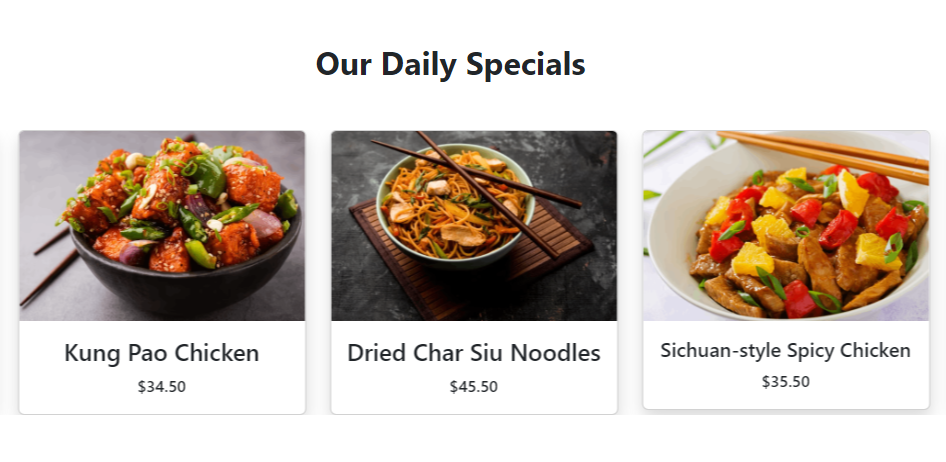 Our Daily Specials
Kung Pao Chicken
$34.50
Dried Char Siu Noodles
$45.50
Sichuan-style Spicy Chicken
$35.50